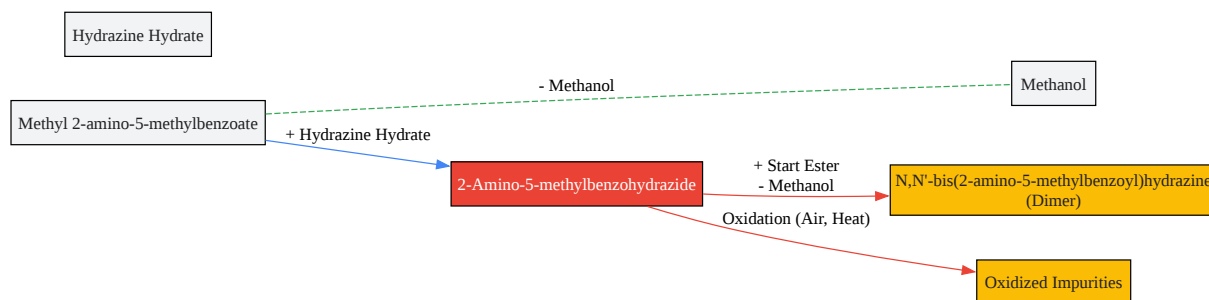 Hydrazine Hydrate
Methyl 2-amino-5-methylbenzoate
- Methanol
Methanol
+ Hydrazine Hydrate
2-Amino-5-methylbenzohydrazide
+ Start Ester
- Methanol
N,N'-bis(2-amino-5-methylbenzoyl)hydrazine
(Dimer)
Oxidation (Air, Heat)
Oxidized Impurities